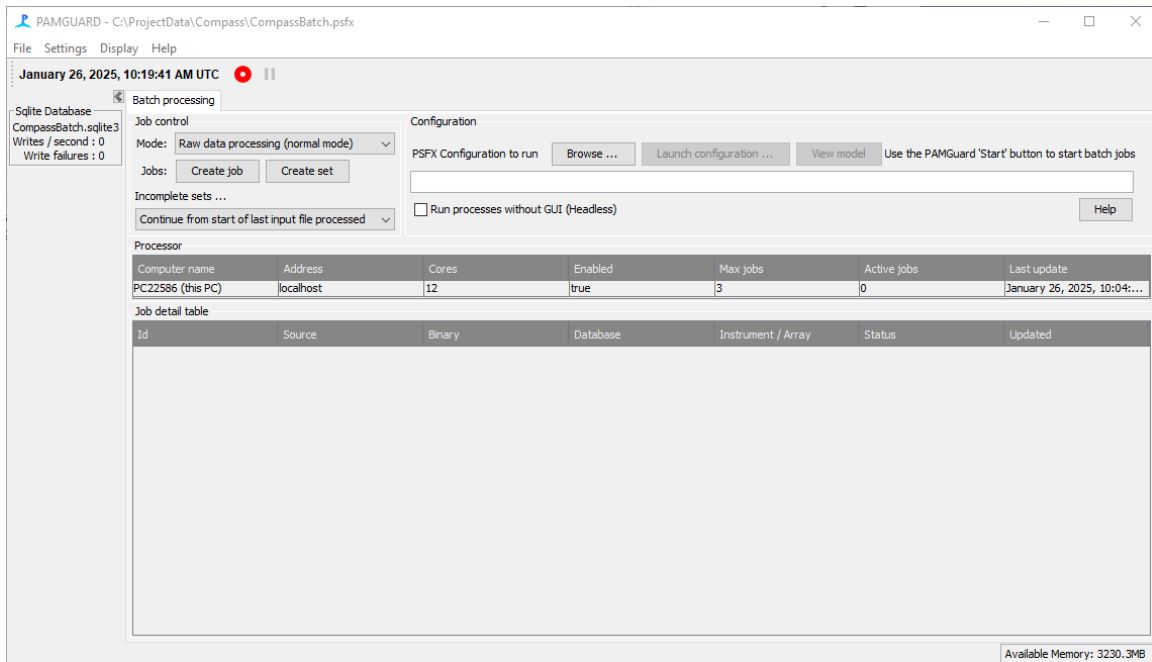 PAMGUARD - C:\ProjectData\Compass\CompassBatch.psfx
File Settings Display Help
January 26, 2025, 10:19:41 AM UTC
Sqlite Database
CompassBatch.sqlite3
Writes / second : 0
Write failures : 0
Batch processing
Job control
Mode: Raw data processing (normal mode)
Jobs: Create job Create set
Incomplete sets ...
Continue from start of last input file processed
Configuration
PSFX Configuration to run Browse ... Launch configuration ... View model Use the PAMGuard 'Start' button to start batch jobs
Run processes without GUI (Headless) Help
Processor
Computer name Address Cores Enabled Max jobs Active jobs Last update
PC22586 (this PC) localhost 12 true 3 0 January 26, 2025, 10:04:...
Job detail table
Id Source Binary Database Instrument / Array Status Updated
Available Memory: 3230.3MB